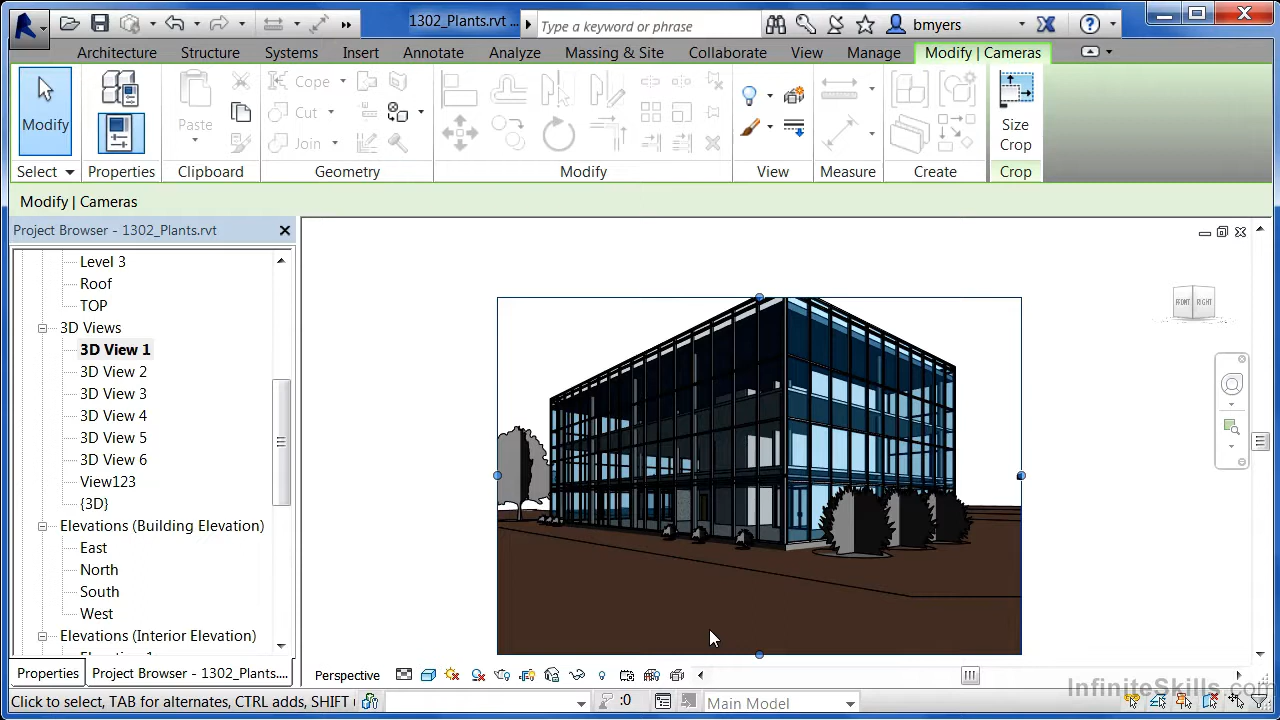 1302_Plants.rvt ...
Type a keyword or phrase
bmyers
Architecture
Structure
Systems
Insert
Annotate
Analyze
Massing & Site
Collaborate
View
Manage
Modify | Cameras
Modify
Paste
Cope
Cut
Join
Size
Crop
Select
Properties
Clipboard
Geometry
Modify
View
Measure
Create
Crop
Modify | Cameras
Project Browser - 1302_Plants.rvt
Level 3
Roof
TOP
3D Views
3D View 1
3D View 2
3D View 3
3D View 4
3D View 5
3D View 6
View123
{3D}
Elevations (Building Elevation)
East
North
South
West
Elevations (Interior Elevation)
FRONT
RIGHT
Properties
Project Browser - 1302_Plants....
Perspective
Click to select, TAB for alternates, CTRL adds, SHIFT u
:0
Main Model
InfiniteSkills.com